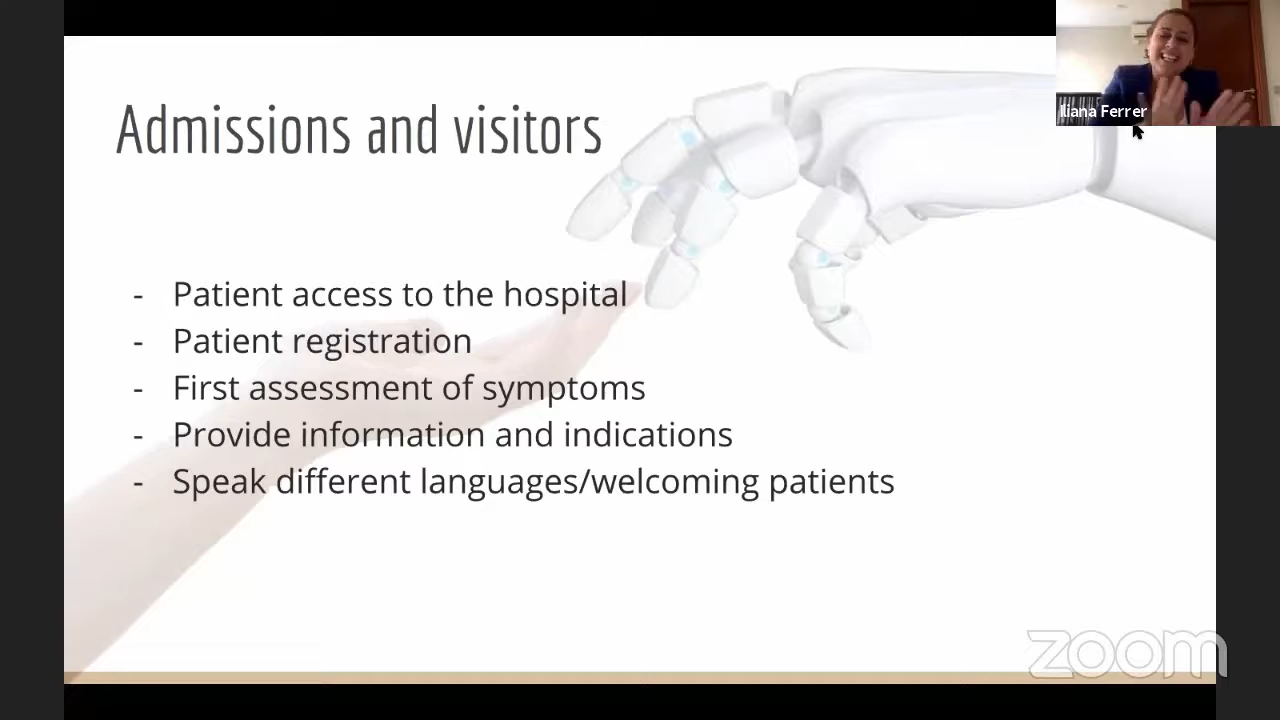 Admissions and visitors
Iliana Ferrer
- Patient access to the hospital
- Patient registration
- First assessment of symptoms
- Provide information and indications
- Speak different languages/welcoming patients
zoom